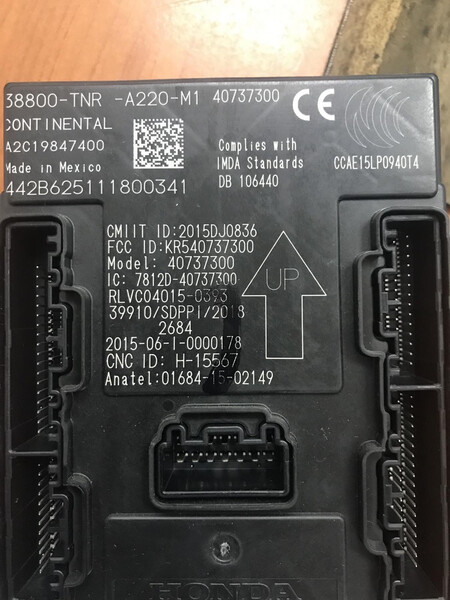 38800-TNR -A220-M1 40737300
CONTINENTAL
A2C19847400
Made in Mexico
442B625111800341
Complies with
IMDA Standards
DB 106440
CE
CCAE15LP0940T4
CMIIT ID:2015DJ0836
FCC ID:KR540737300
Model: 40737300
IC: 7812D-40737300
RLVC04015-0393
39910/SDPPI/2018
2684
2015-06-I-0000178
CNC ID: H-15567
Anatel:01684-15-02149
UP
HONDA